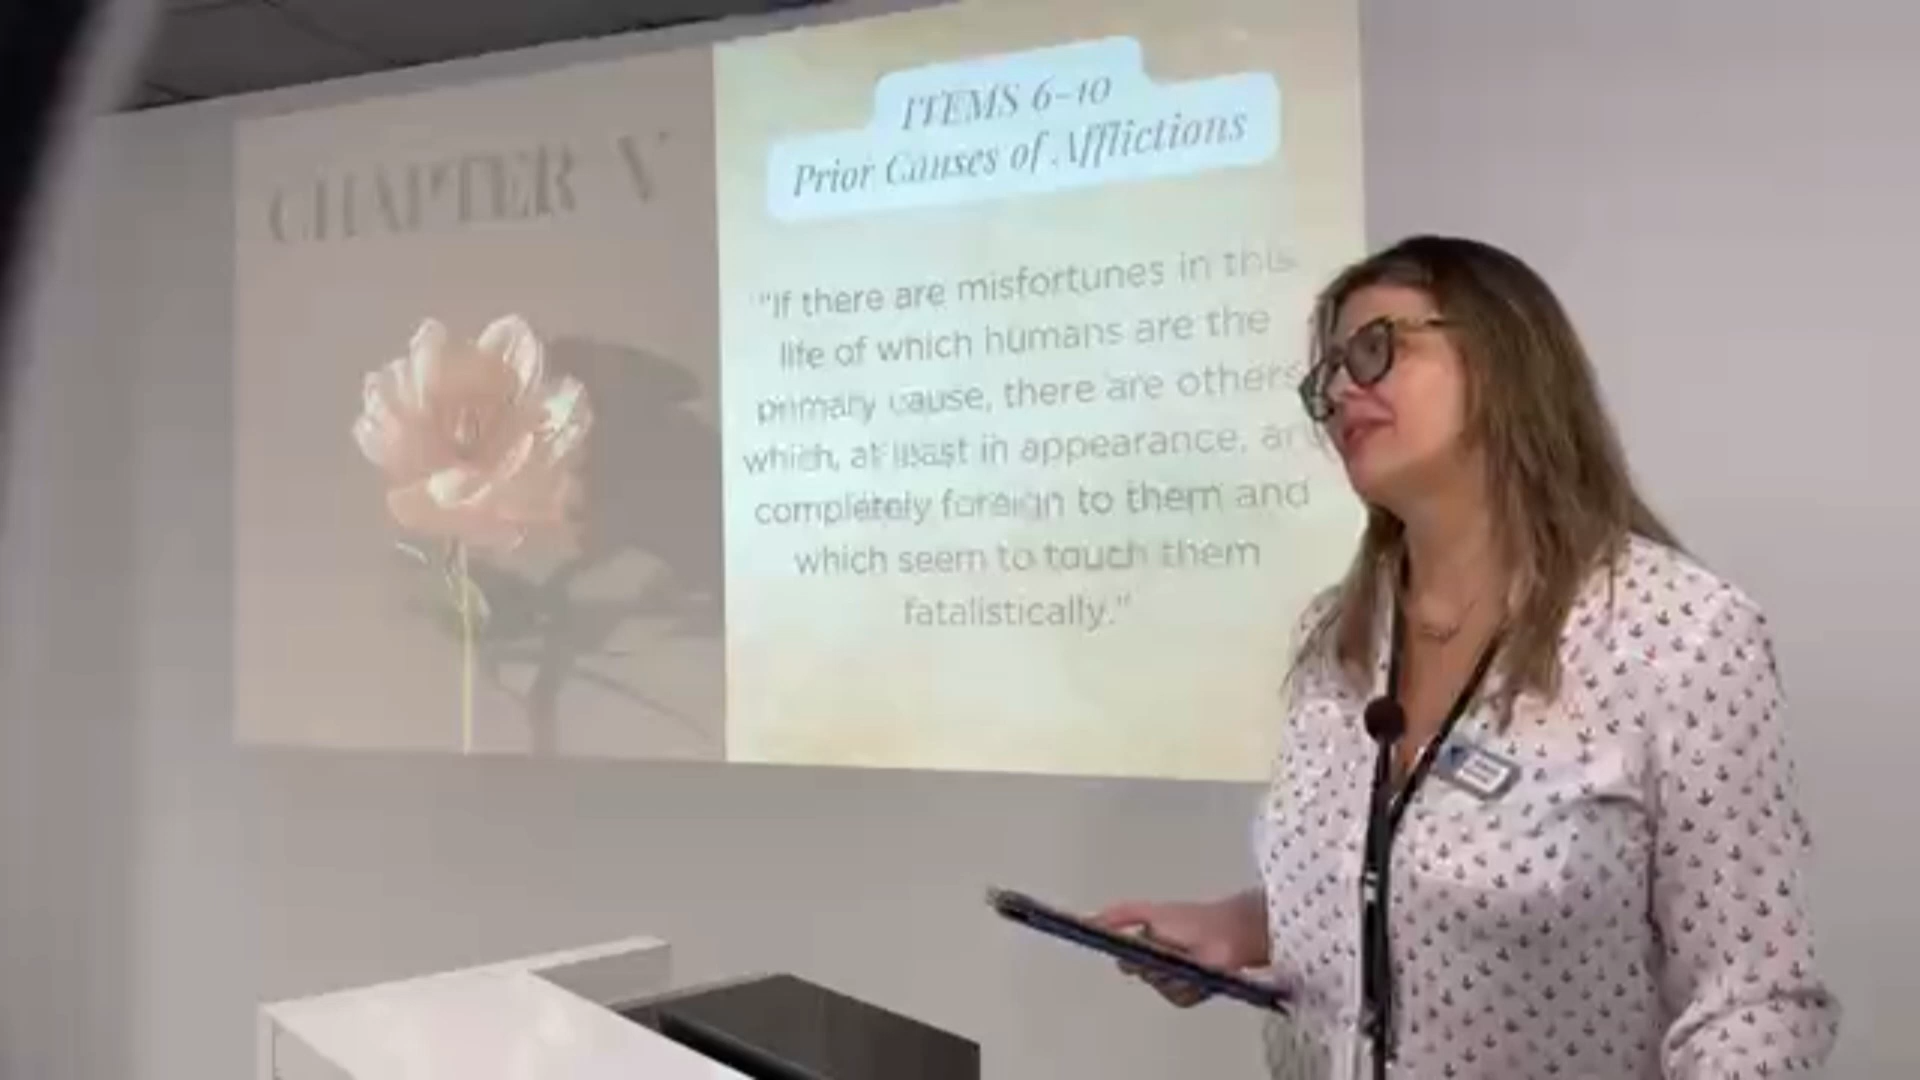 CHAPTER V
ITEMS 6-10
Prior Causes of Afflictions
"If there are misfortunes in this
life of which humans are the
primary cause, there are others
which, at least in appearance, are
completely foreign to them and
which seem to touch them
fatalistically."